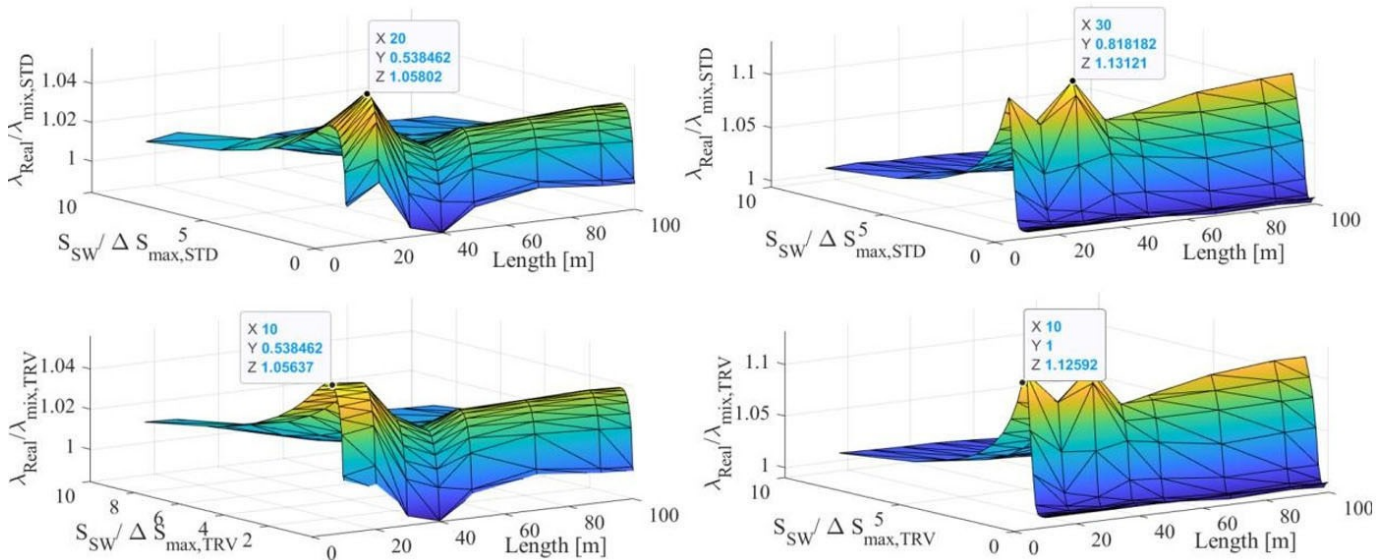 X 20
Y 0.538462
Z 1.05802
λReal/λmix,STD
1.04
1.02
1
10
5
0
SSW/ Δ Smax,STD
0
20
40
60
80
100
Length [m]
X 30
Y 0.818182
Z 1.13121
λReal/λmix,STD
1.1
1.05
1
10
5
0
SSW/ Δ Smax,STD
0
20
40
60
80
100
Length [m]
X 10
Y 0.538462
Z 1.05637
λReal/λmix,TRV
1.04
1.02
1
10
8
6
4
2
SSW/ Δ Smax,TRV
0
20
40
60
80
100
Length [m]
X 10
Y 1
Z 1.12592
λReal/λmix,TRV
1.1
1.05
1
10
5
0
SSW/ Δ Smax,TRV
0
20
40
60
80
100
Length [m]